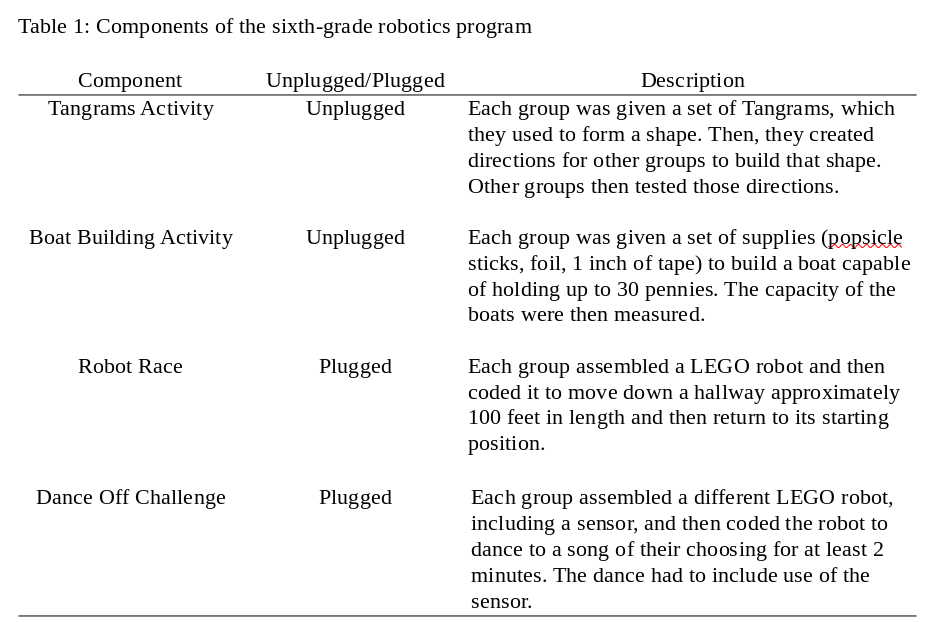 Table 1: Components of the sixth-grade robotics program
Component Unplugged/Plugged Description
Tangrams Activity Unplugged Each group was given a set of Tangrams, which
they used to form a shape. Then, they created
directions for other groups to build that shape.
Other groups then tested those directions.
Boat Building Activity Unplugged Each group was given a set of supplies (popsicle
sticks, foil, 1 inch of tape) to build a boat capable
of holding up to 30 pennies. The capacity of the
boats were then measured.
Robot Race Plugged Each group assembled a LEGO robot and then
coded it to move down a hallway approximately
100 feet in length and then return to its starting
position.
Dance Off Challenge Plugged Each group assembled a different LEGO robot,
including a sensor, and then coded the robot to
dance to a song of their choosing for at least 2
minutes. The dance had to include use of the
sensor.